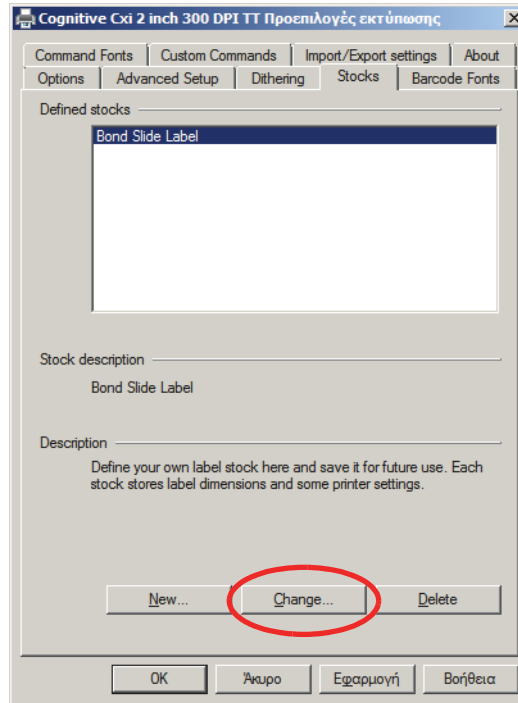 Cognitive Cxi 2 inch 300 DPI TT Προεπιλογές εκτύπωσης
Command Fonts Custom Commands Import/Export settings About
Options Advanced Setup Dithering Stocks Barcode Fonts
Defined stocks
Bond Slide Label
Stock description
Bond Slide Label
Description
Define your own label stock here and save it for future use. Each
stock stores label dimensions and some printer settings.
New... Change... Delete
OK Άκυρο Εφαρμογή Βοήθεια